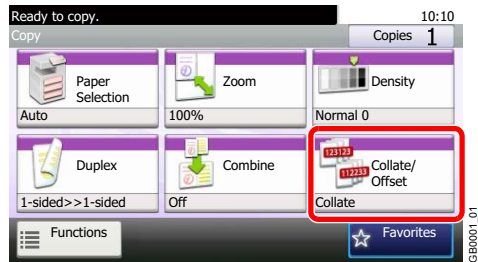 Ready to copy. 10:10
Copy Copies 1
Paper Selection
Auto
Zoom
100%
Density
Normal 0
Duplex
1-sided>>1-sided
Combine
Off
123123
112233
Collate/
Offset
Collate
Functions
Favorites
GB0001_01